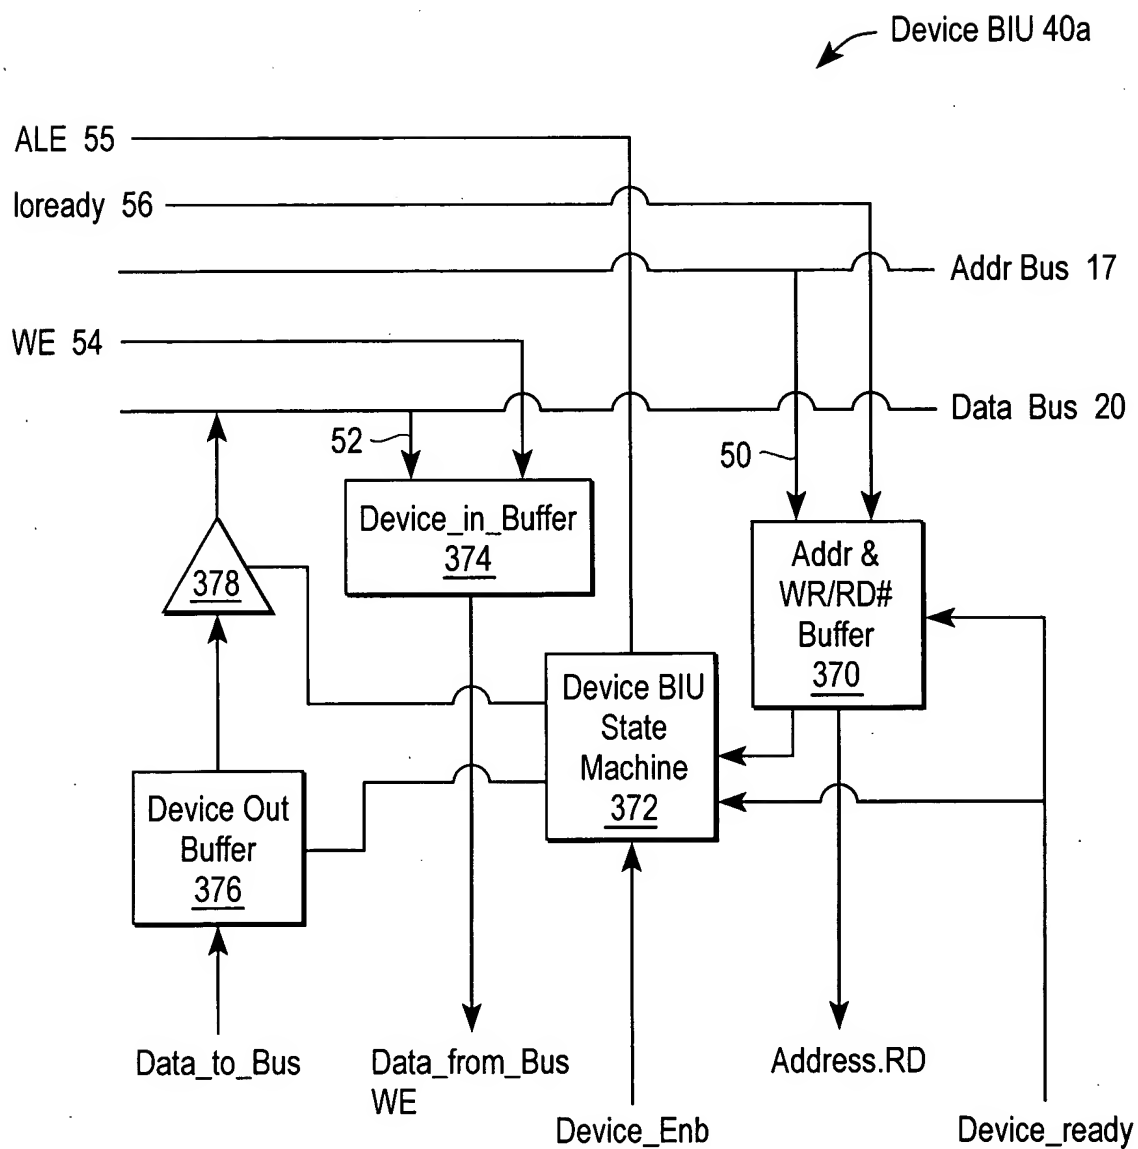 Device BIU 40a
ALE 55
Ioready 56
Addr Bus 17
WE 54
Data Bus 20
52
50
Device_in_Buffer
374
Addr &
WR/RD#
Buffer
370
378
Device BIU
State
Machine
372
Device Out
Buffer
376
Data_to_Bus
Data_from_Bus
WE
Address.RD
Device_Enb
Device_ready